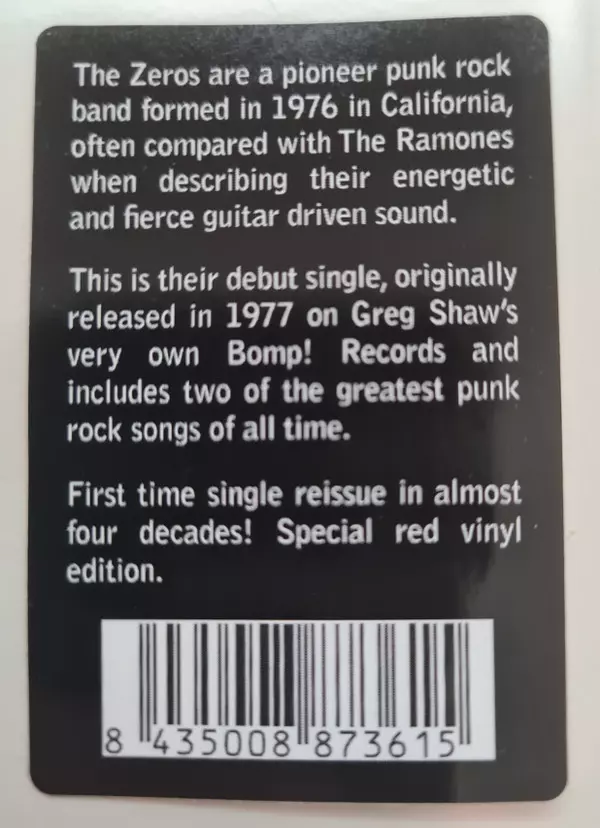 The Zeros are a pioneer punk rock
band formed in 1976 in California,
often compared with The Ramones
when describing their energetic
and fierce guitar driven sound.
This is their debut single, originally
released in 1977 on Greg Shaw's
very own Bomp! Records and
includes two of the greatest punk
rock songs of all time.
First time single reissue in almost
four decades! Special red vinyl
edition.
8 435008 873615